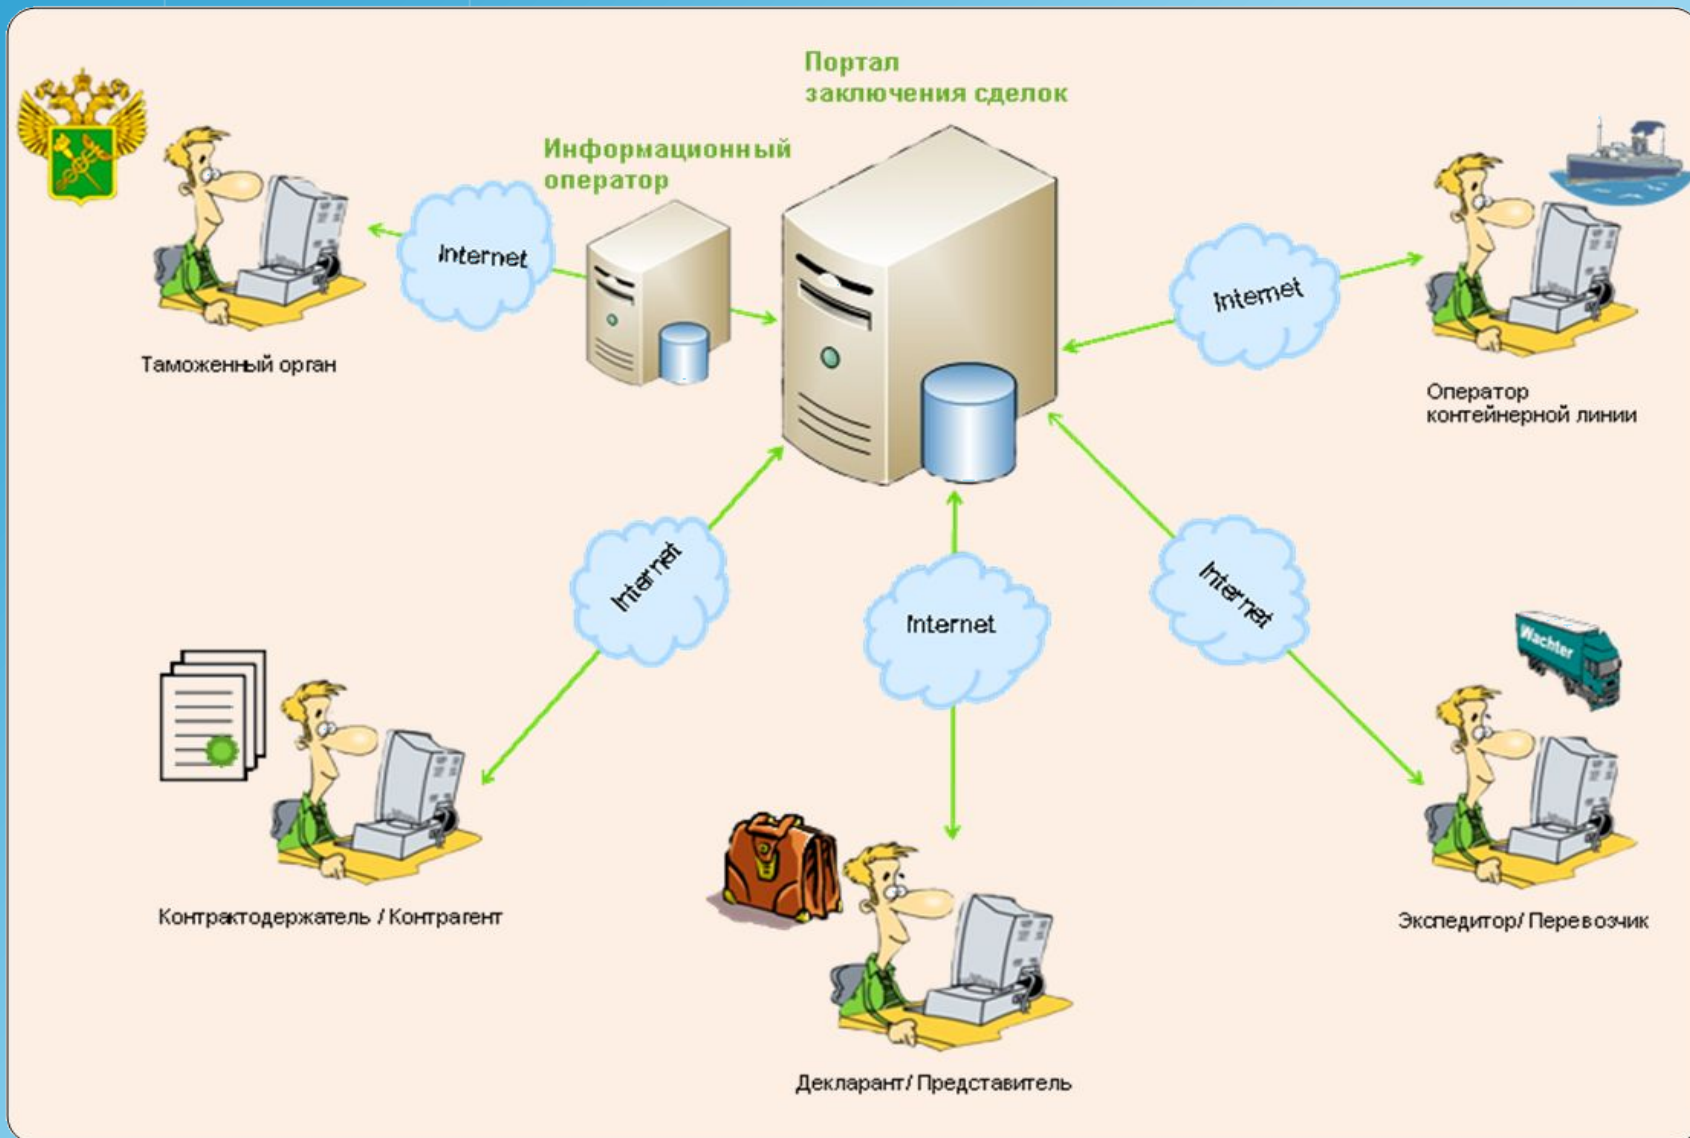 Портал
заключения сделок
Информационный
оператор
Internet
Internet
Таможенный орган
Оператор
контейнерной линии
Internet
Internet
Internet
Wachter
Контрактодержатель / Контрагент
Экспедитор/ Перевозчик
Декларант/ Представитель